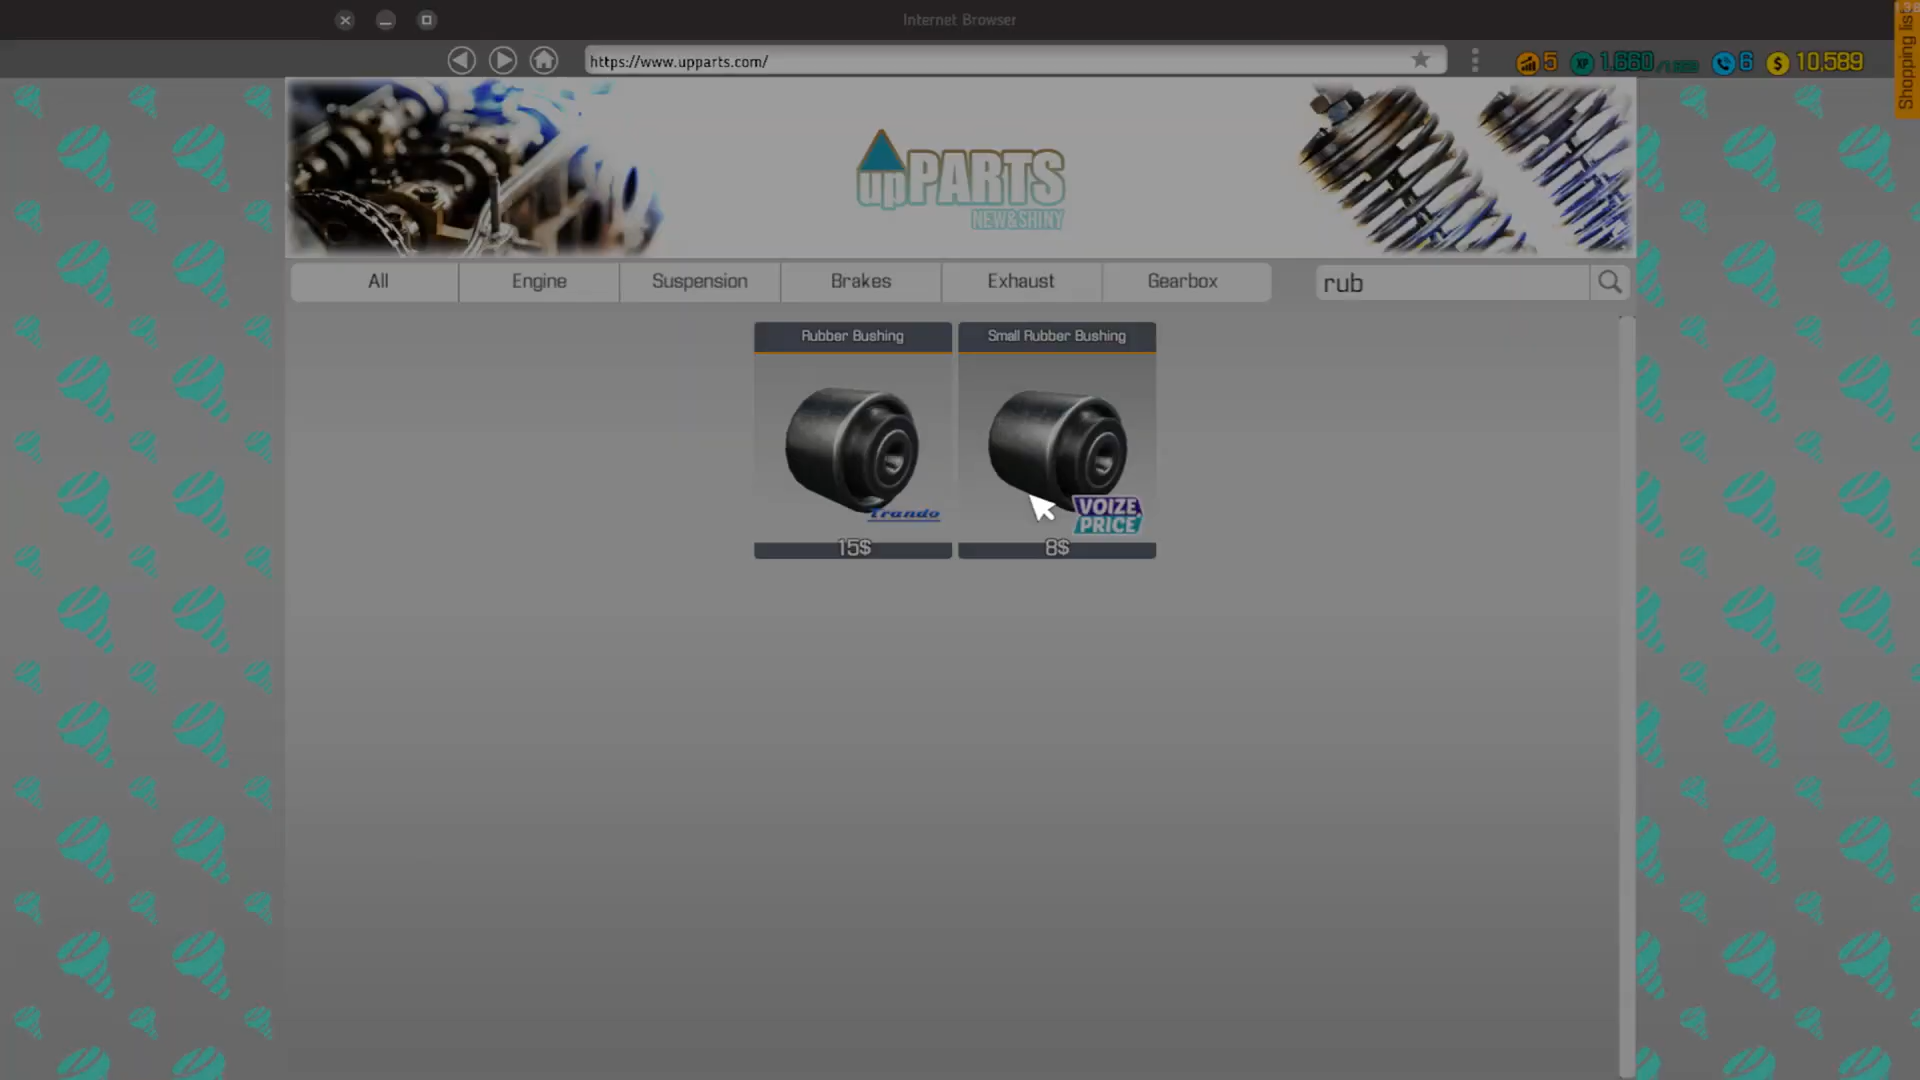 Internet Browser
https://www.upparts.com/
5
1,660
6
10,589
Shopping list
upPARTS
NEW&SHINY
All
Engine
Suspension
Brakes
Exhaust
Gearbox
rub
Rubber Bushing
Small Rubber Bushing
Trando
VOIZE
PRICE
15$
8$